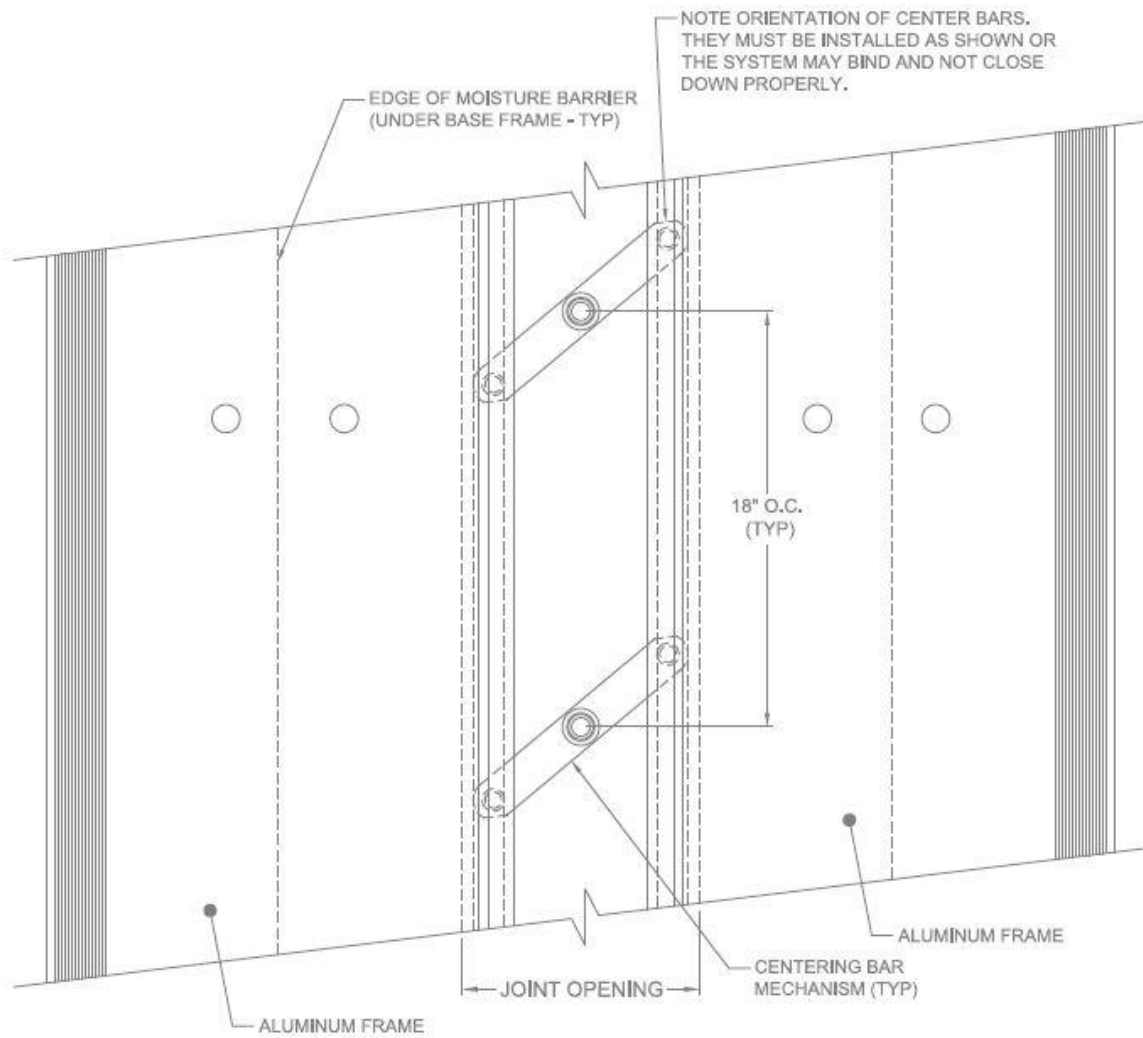 NOTE ORIENTATION OF CENTER BARS.
THEY MUST BE INSTALLED AS SHOWN OR
THE SYSTEM MAY BIND AND NOT CLOSE
DOWN PROPERLY.
EDGE OF MOISTURE BARRIER
(UNDER BASE FRAME - TYP)
18" O.C.
(TYP)
ALUMINUM FRAME
CENTERING BAR
MECHANISM (TYP)
JOINT OPENING
ALUMINUM FRAME